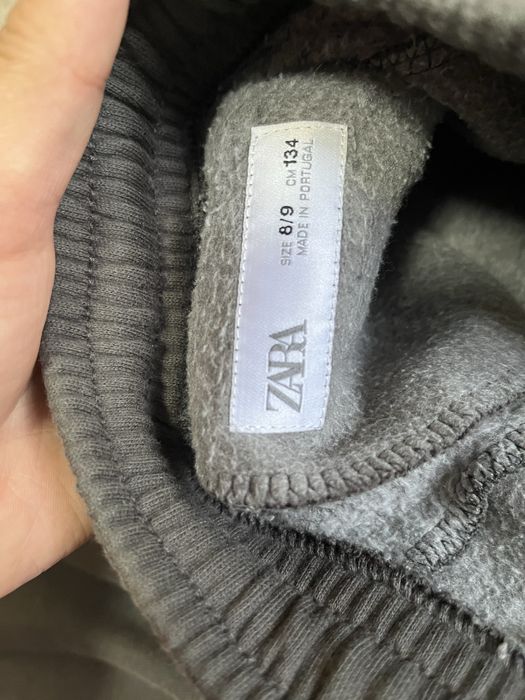 ZARA
SIZE 8/9 CM 134
MADE IN PORTUGAL